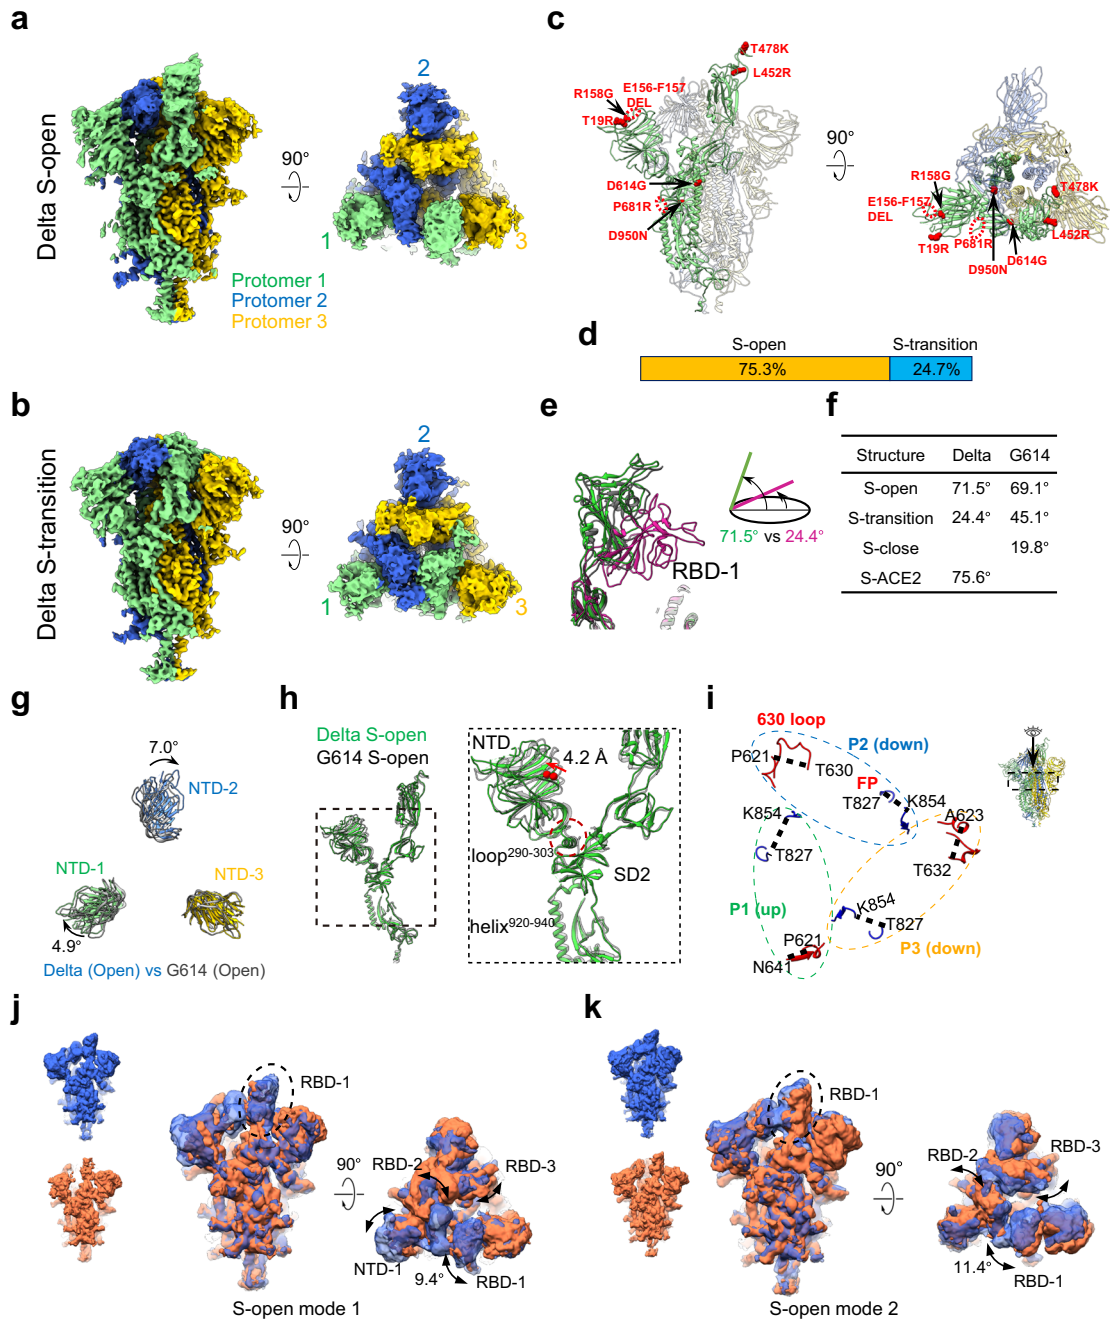 a
Delta S-open
90°
2
1
3
Protomer 1
Protomer 2
Protomer 3
b
Delta S-transition
90°
2
1
3
c
T478K
L452R
E156-F157
DEL
R158G
T19R
D614G
P681R
D950N
90°
R158G
E156-F157
DEL
T19R
P681R
D950N
D614G
L452R
T478K
d
S-open
S-transition
75.3%
24.7%
e
71.5° vs 24.4°
RBD-1
f
Structure Delta G614
S-open 71.5° 69.1°
S-transition 24.4° 45.1°
S-close 19.8°
S-ACE2 75.6°
g
7.0°
NTD-2
NTD-1
NTD-3
4.9°
Delta (Open) vs G614 (Open)
h
Delta S-open
G614 S-open
NTD
4.2 Å
loop290-303
SD2
helix920-940
i
630 loop
P621
T630
P2 (down)
FP
T827
K854
K854
T827
A623
T632
P1 (up)
K854
T827
P621
N641
P3 (down)
j
RBD-1
90°
RBD-2
RBD-3
NTD-1
9.4°
RBD-1
S-open mode 1
k
RBD-1
90°
RBD-2
RBD-3
11.4°
RBD-1
S-open mode 2